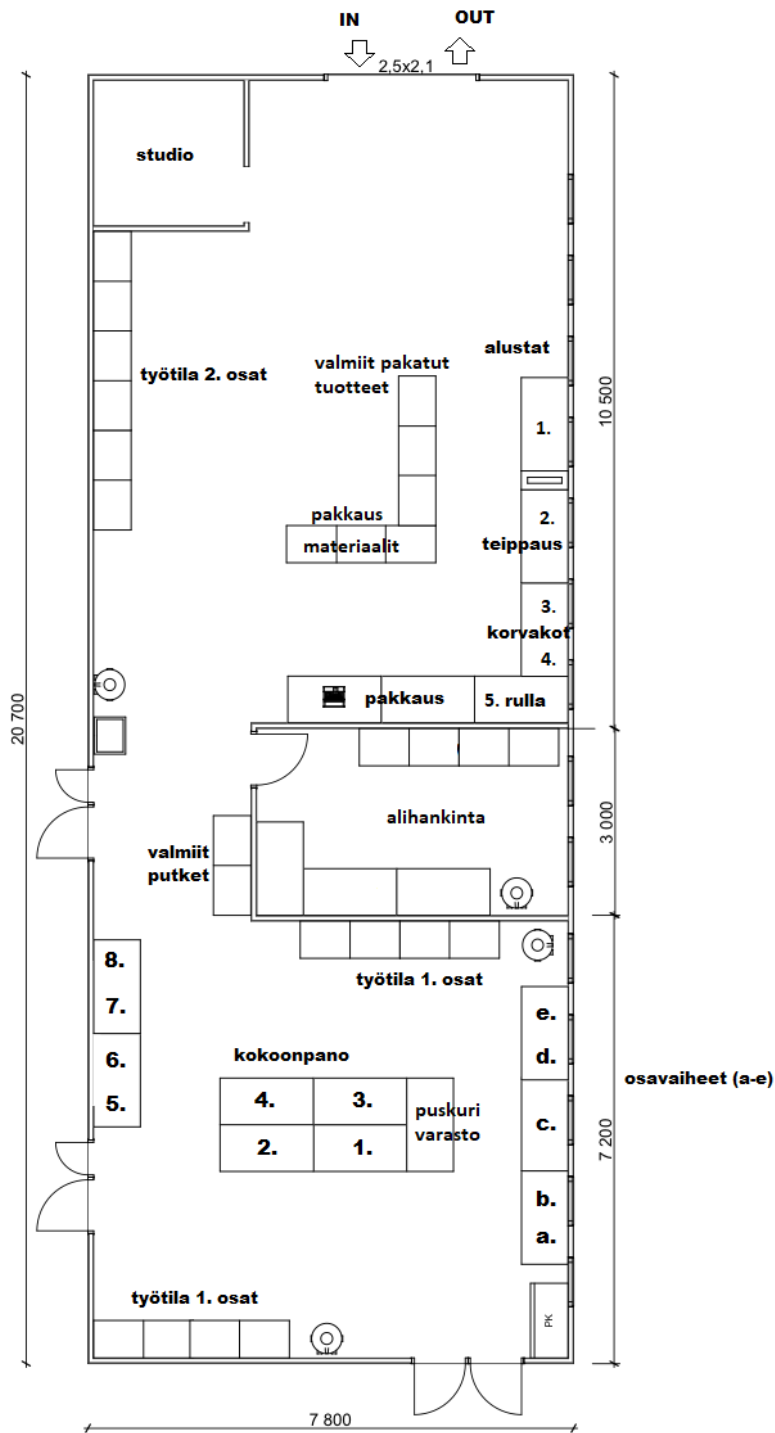 IN
OUT
2,5x2,1
studio
alustat
valmiit pakatut
tuotteet
työtila 2. osat
10 500
1.
pakkaus
materiaalit
2.
teippaus
3.
korvakot
4.
pakkaus
5. rulla
20 700
alihankinta
3 000
valmiit
putket
työtila 1. osat
8.
7.
6.
5.
kokoonpano
4.
3.
2.
1.
puskuri
varasto
e.
d.
c.
b.
a.
osavaiheet (a-e)
7 200
työtila 1. osat
PK
7 800